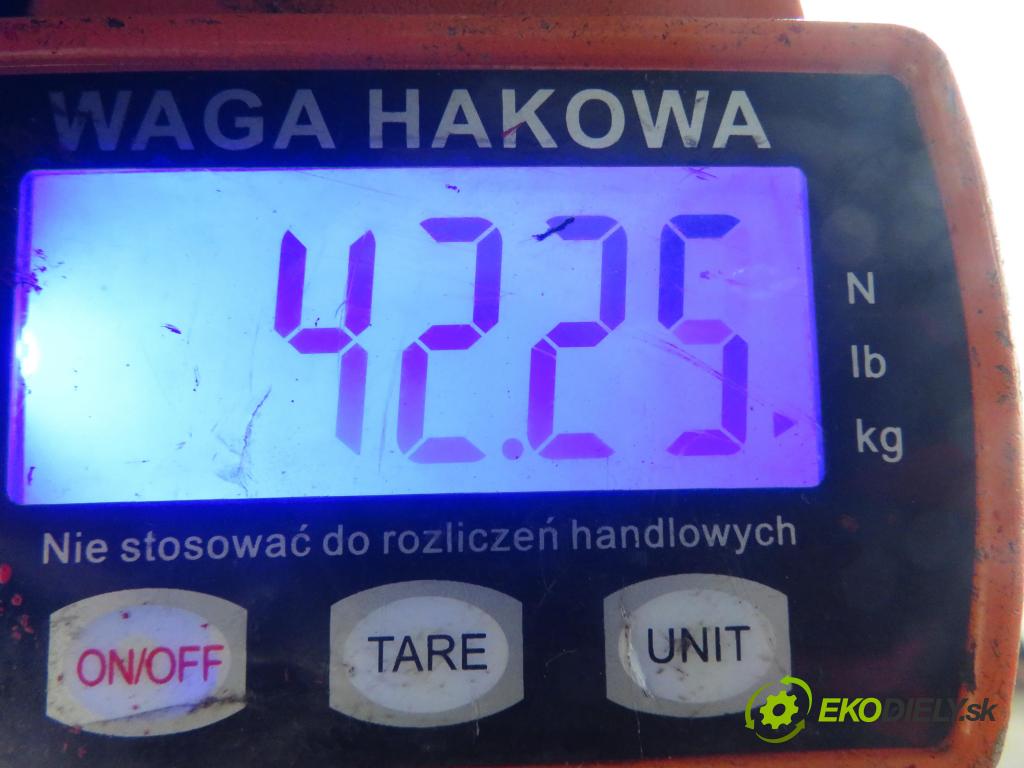 WAGA HAKOWA
42.25
N
lb
kg
Nie stosować do rozliczeń handlowych
ON/OFF TARE UNIT
EKODIELY.sk